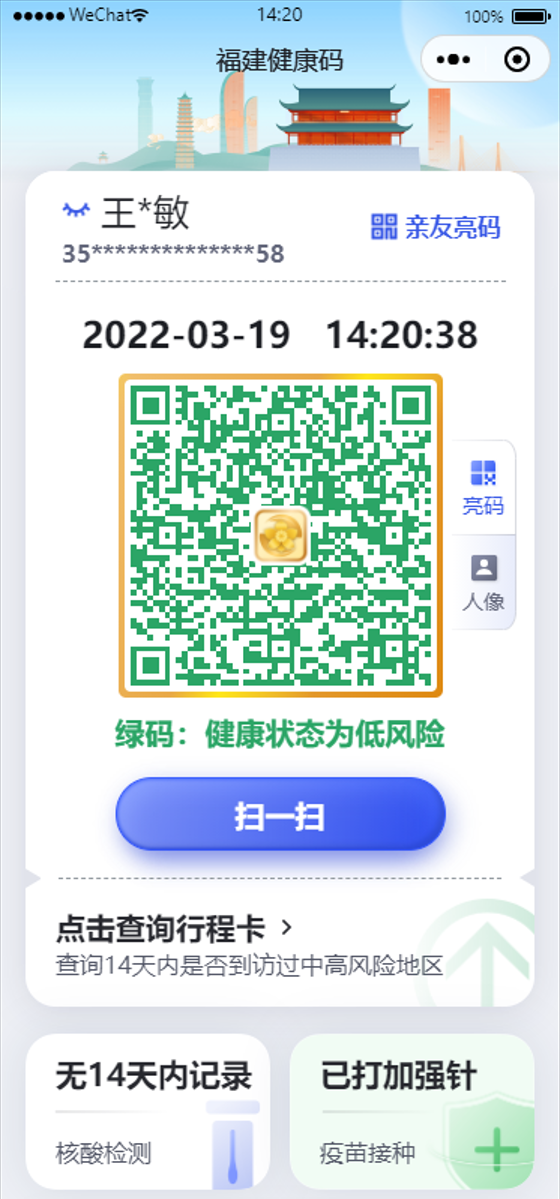 WeChat 14:20 100%
福建健康码
王*敏
35**************58
亲友亮码
2022-03-19 14:20:38
亮码
人像
绿码：健康状态为低风险
扫一扫
点击查询行程卡 >
查询14天内是否到访过中高风险地区
无14天内记录
核酸检测
已打加强针
疫苗接种